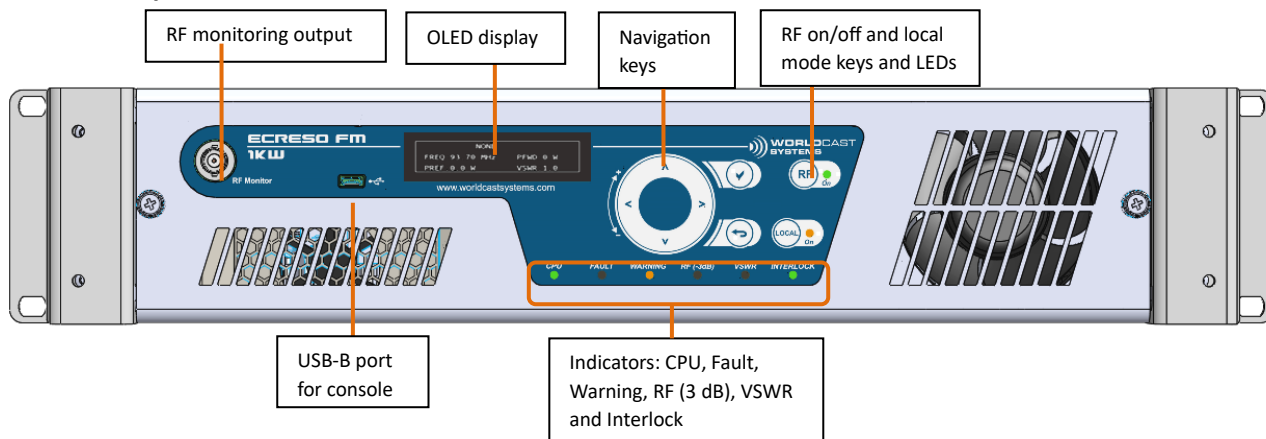 RF monitoring output
OLED display
Navigation
keys
RF on/off and local
mode keys and LEDs
ECRESO FM
1KW
RF Monitor
NONE
FREQ 93 70 MHz PFWD 0 W
PREF 0.0 W VSWR 1.0
www.worldcastsystems.com
WORLDCAST
SYSTEMS
RF
On
LOCAL
On
CPU FAULT WARNING RF (-3dB) VSWR INTERLOCK
USB-B port
for console
Indicators: CPU, Fault,
Warning, RF (3 dB), VSWR
and Interlock